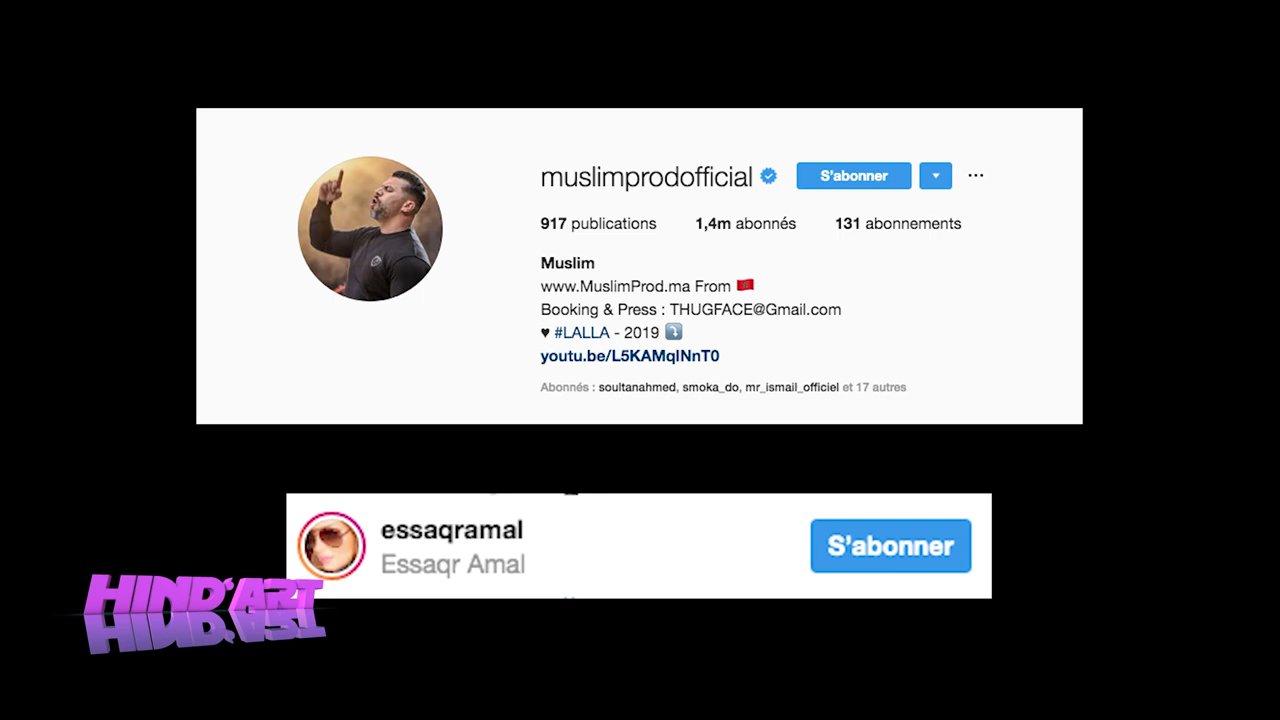 muslimprodofficial S'abonner
917 publications 1,4m abonnés 131 abonnements
Muslim
www.MuslimProd.ma From 🇲🇦
Booking & Press : THUGFACE@Gmail.com
♥ #LALLA - 2019 ⤵️
youtu.be/L5KAMqlNnT0
Abonnés : soultanahmed, smoka_do, mr_ismail_officiel et 17 autres
essaqramal
Essaqr Amal
S'abonner
HIND'ART